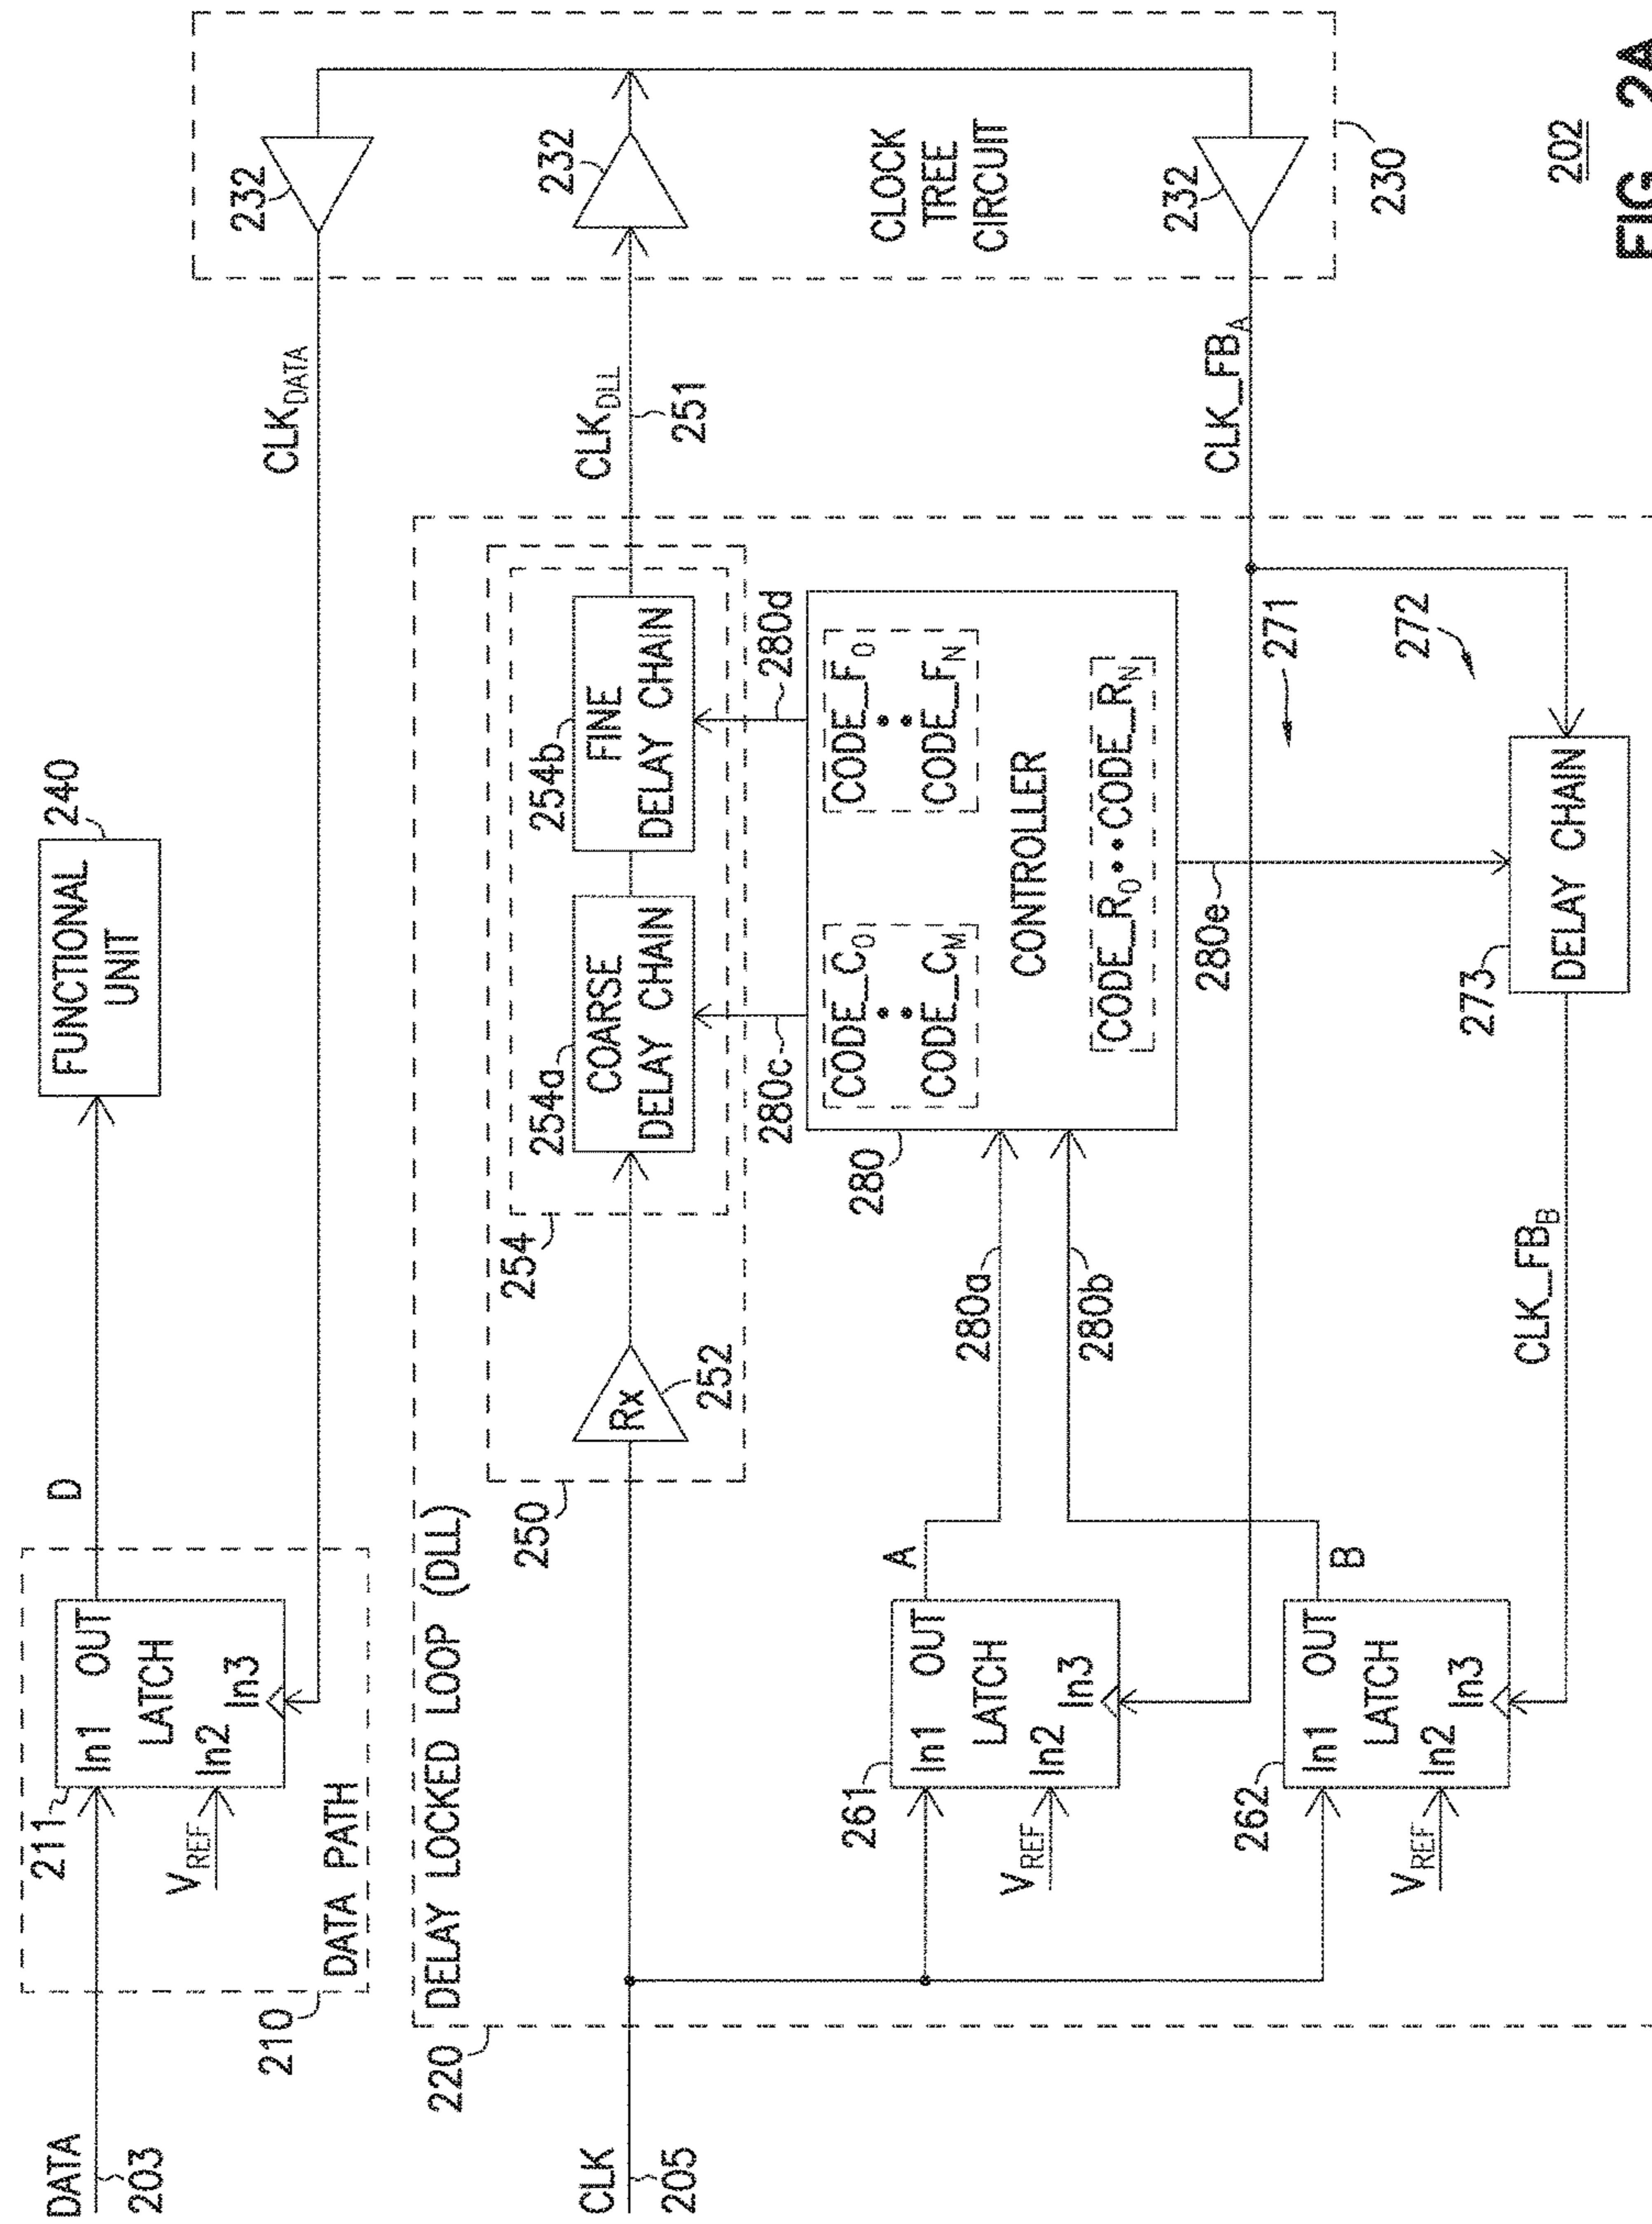 DATA
203
210
DATA PATH
211
In1 OUT
LATCH
In2 In3
V_REF
D
FUNCTIONAL
UNIT
240
CLK_DATA
232
CLK
205
220
DELAY LOCKED LOOP (DLL)
250
Rx
252
254
254a
COARSE
DELAY CHAIN
254b
FINE
DELAY CHAIN
CLK_DLL
251
232
280c
280d
280
CODE_C_0
CODE_C_M
CODE_F_0
CODE_F_N
CONTROLLER
CODE_R_0 •• CODE_R_N
280a
280b
280e
A
261
In1 OUT
LATCH
In2 In3
V_REF
B
262
In1 OUT
LATCH
In2 In3
V_REF
271
272
CLK_FB_A
CLK_FB_B
273
DELAY CHAIN
CLOCK
TREE
CIRCUIT
232
230
202
FIG. 2A